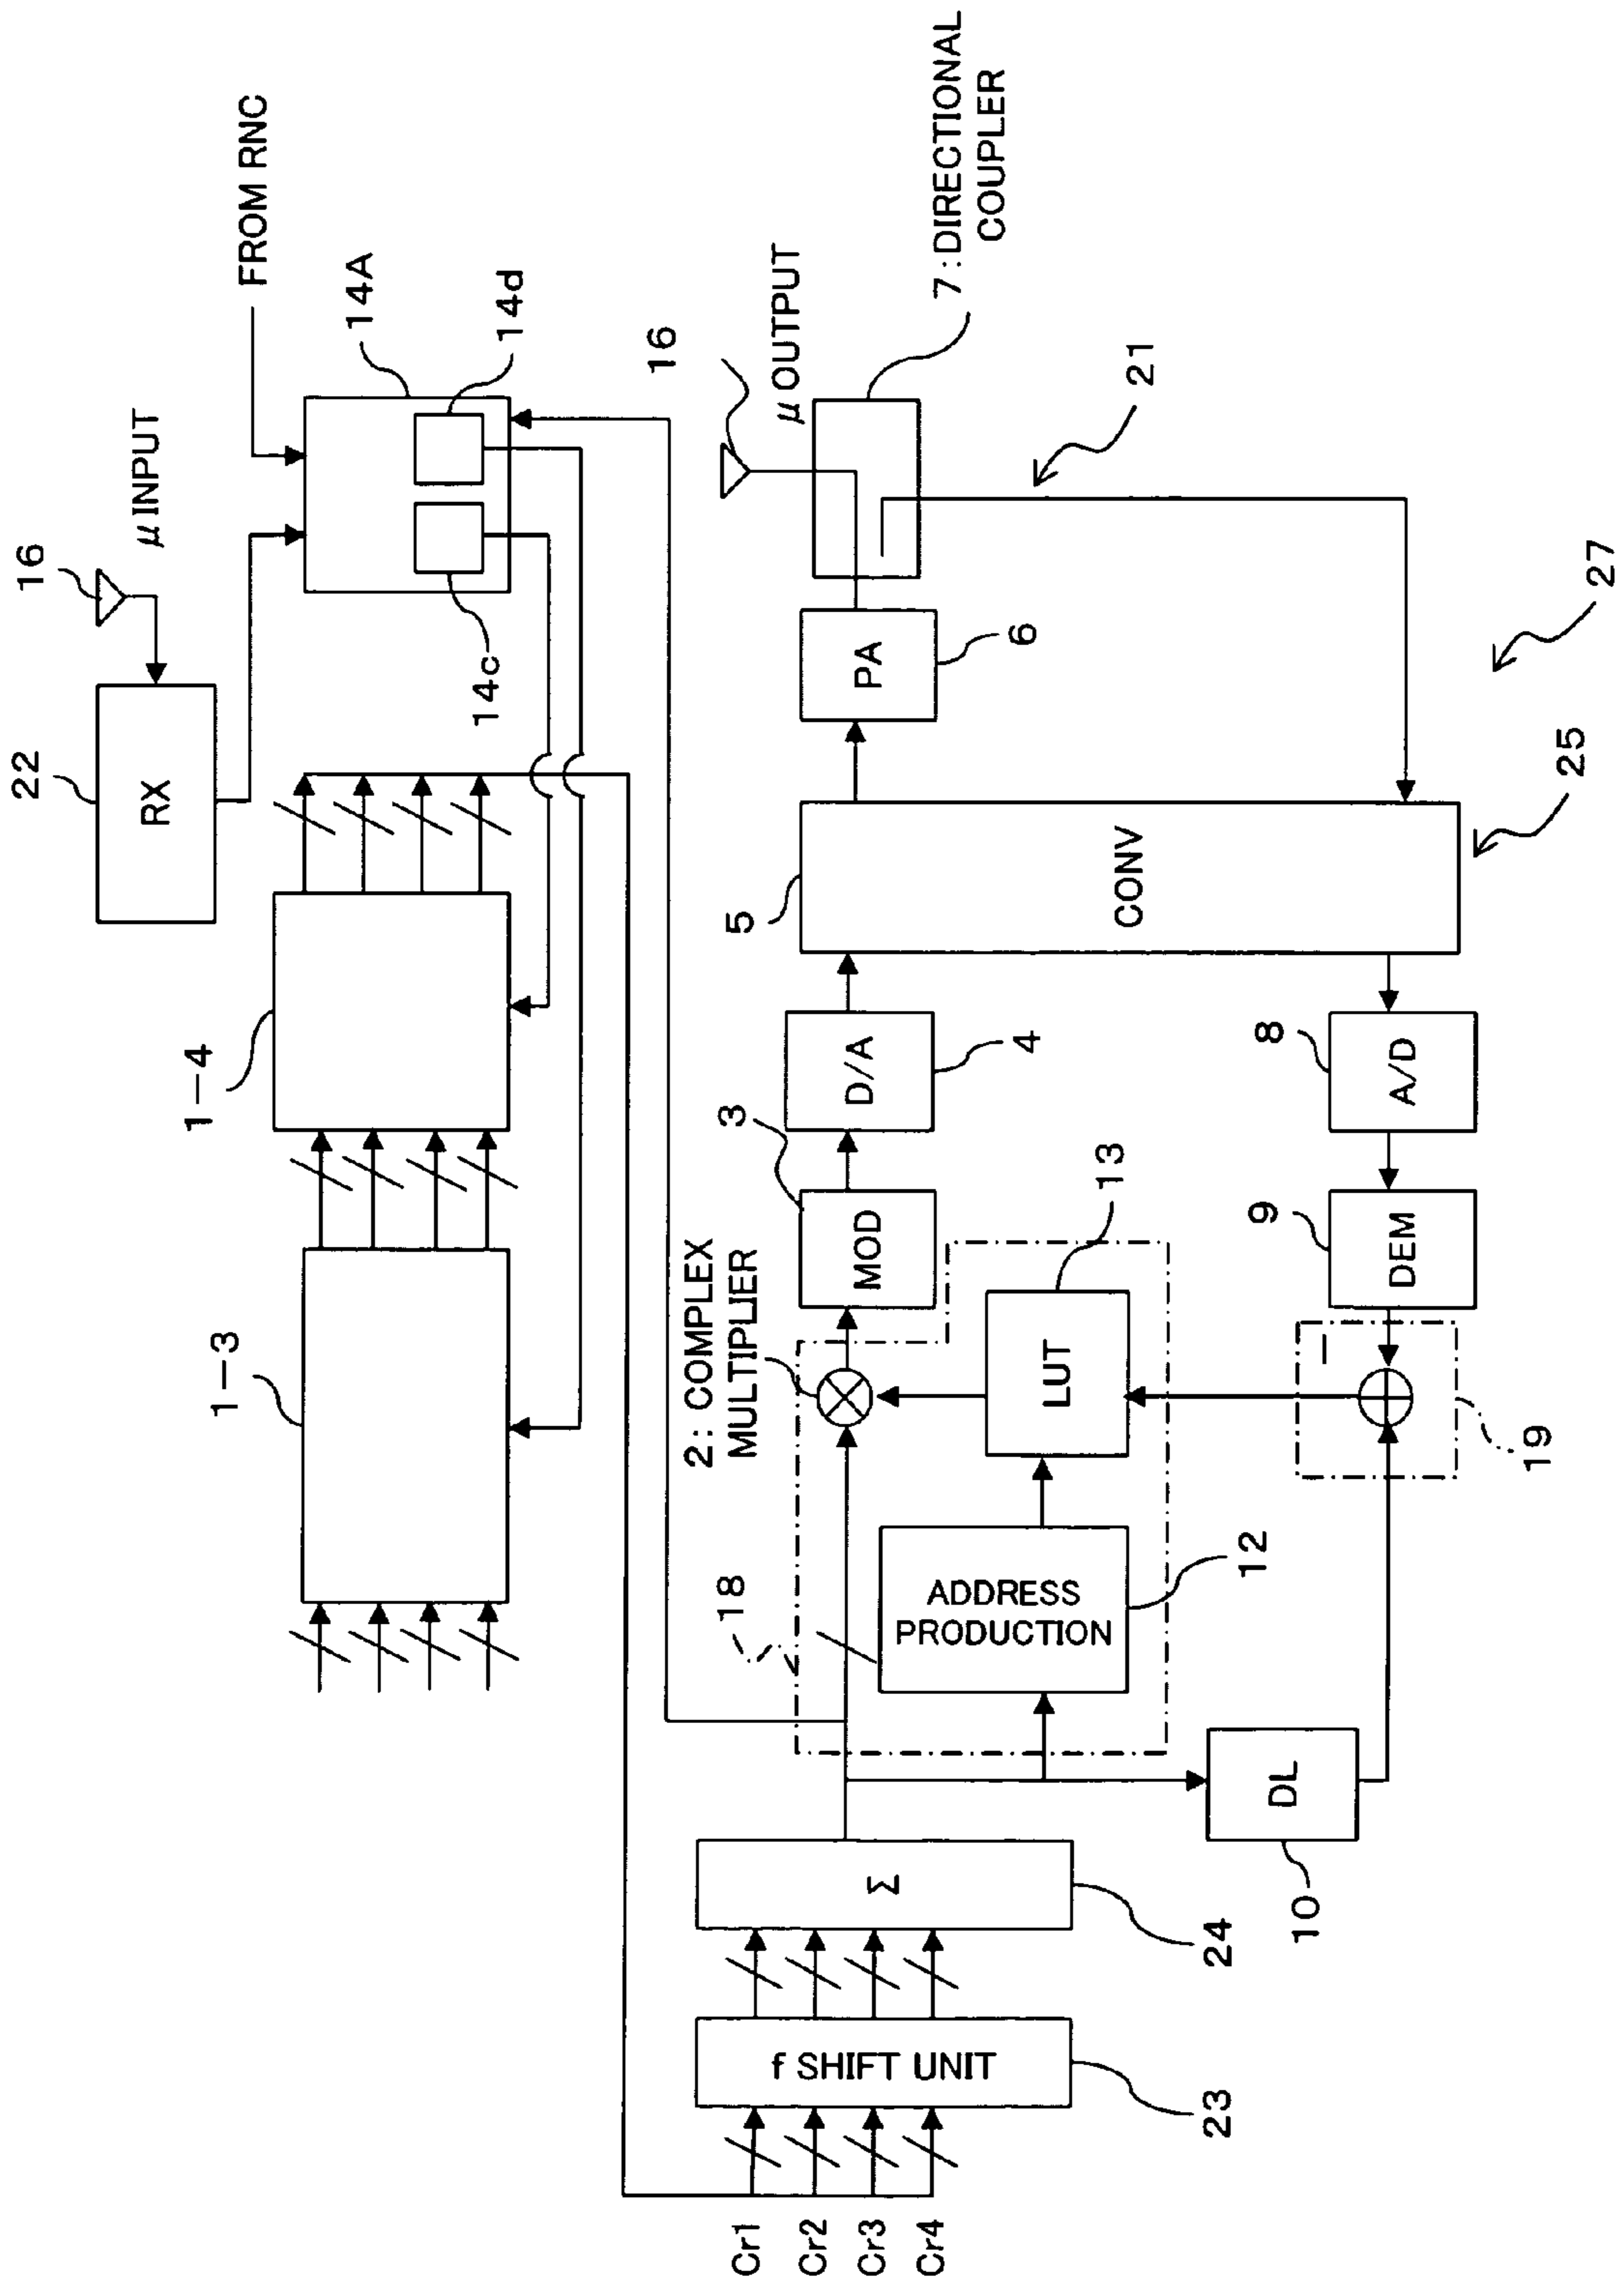 16
μ INPUT
FROM RNC
22
RX
14A
14d
14c
1-4
1-3
16
μ OUTPUT
7:DIRECTIONAL
COUPLER
21
PA
6
5
CONV
25
27
D/A
4
3
MOD
2: COMPLEX
MULTIPLIER
13
LUT
8
A/D
9
DEM
−
19
18
ADDRESS
PRODUCTION
12
DL
10
Σ
24
f SHIFT UNIT
23
Cr1
Cr2
Cr3
Cr4